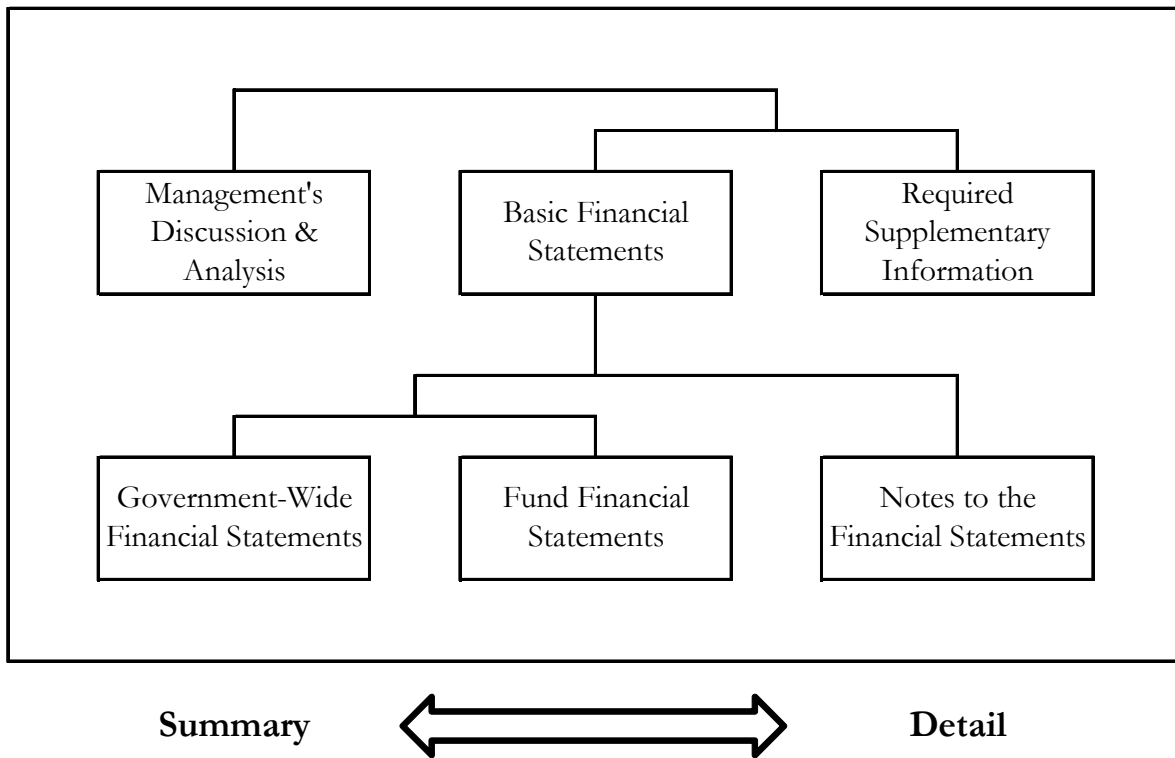 Management's
Discussion &
Analysis
Basic Financial
Statements
Required
Supplementary
Information
Government-Wide
Financial Statements
Fund Financial
Statements
Notes to the
Financial Statements
Summary
Detail